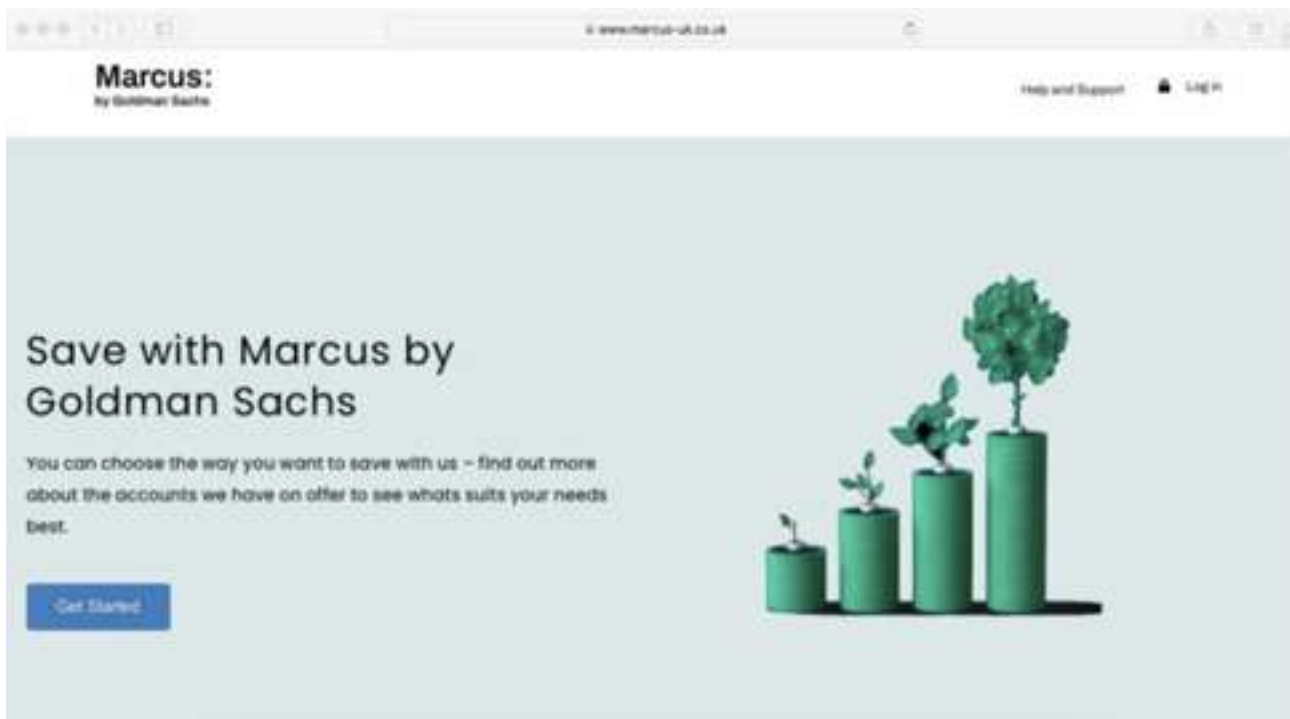 www.marcus-uk.co.uk
Marcus:
by Goldman Sachs
Help and Support
Log in
Save with Marcus by
Goldman Sachs
You can choose the way you want to save with us – find out more
about the accounts we have on offer to see whats suits your needs
best.
Get Started